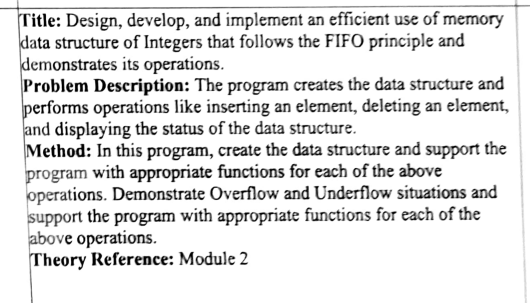 Title: Design, develop, and implement an efficient use of memory
data structure of Integers that follows the FIFO principle and
demonstrates its operations.
Problem Description: The program creates the data structure and
performs operations like inserting an element, deleting an element,
and displaying the status of the data structure.
Method: In this program, create the data structure and support the
program with appropriate functions for each of the above
operations. Demonstrate Overflow and Underflow situations and
support the program with appropriate functions for each of the
above operations.
Theory Reference: Module 2